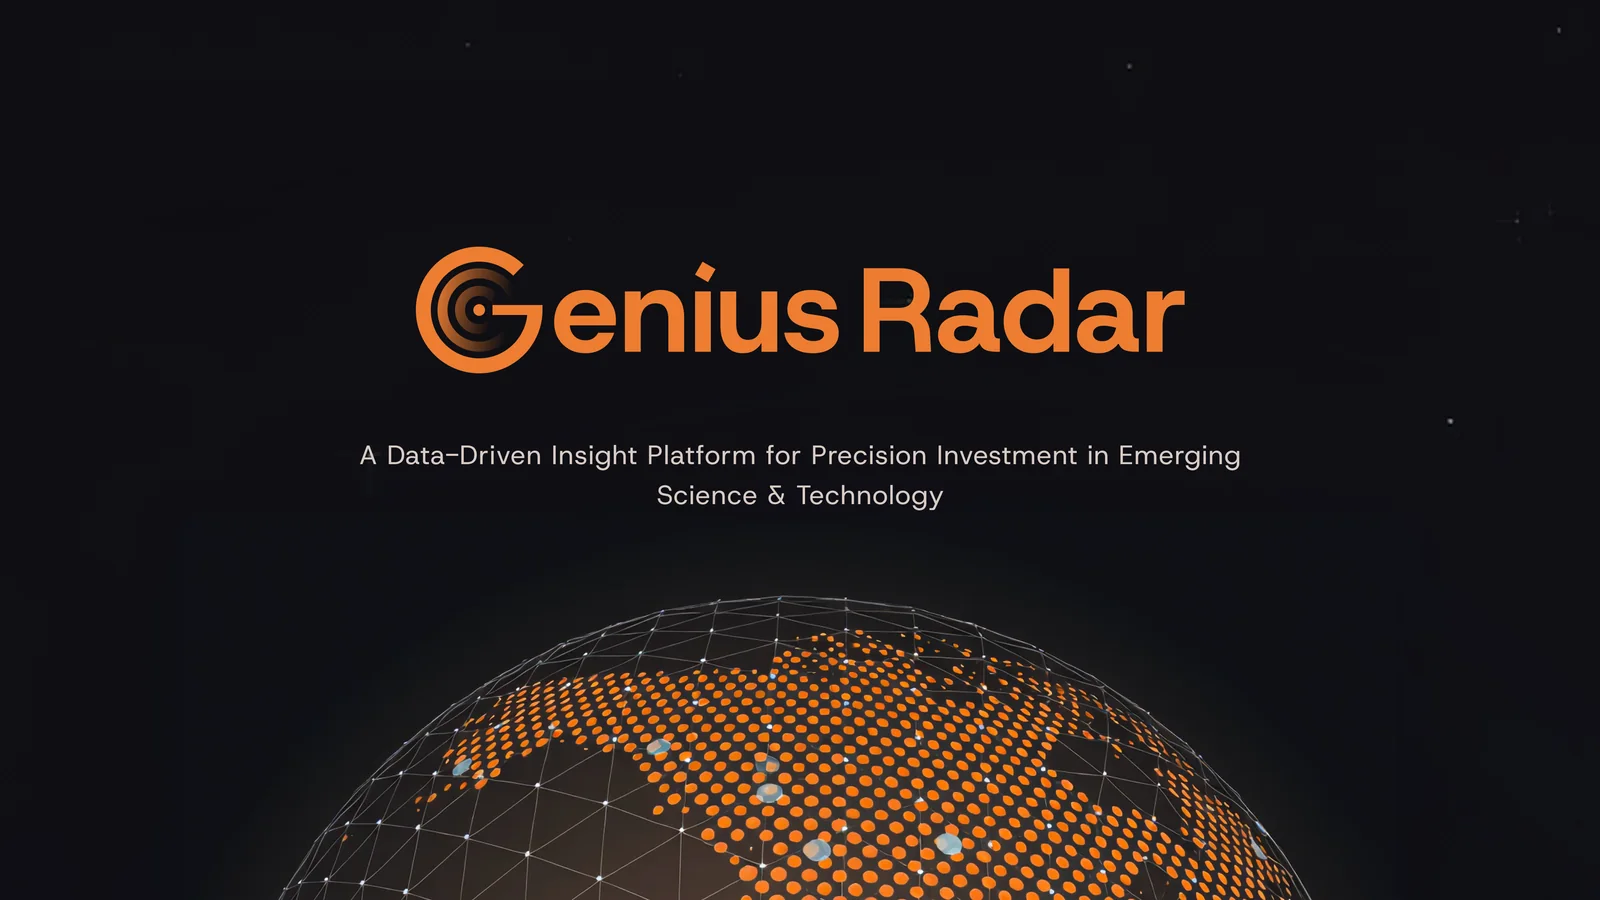 Genius Radar
A Data-Driven Insight Platform for Precision Investment in Emerging
Science & Technology